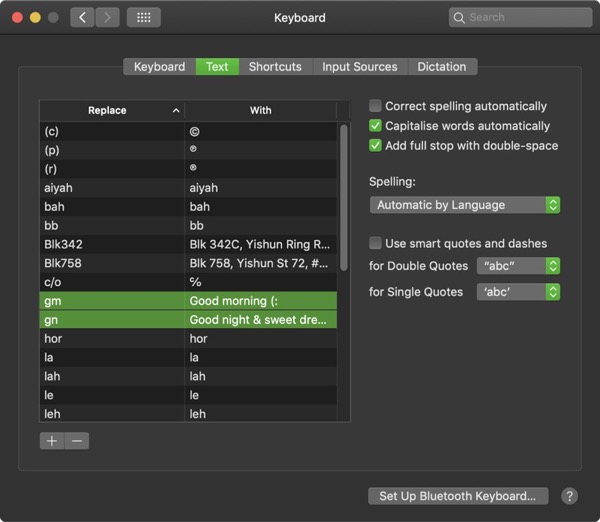 Keyboard
Search
Keyboard Text Shortcuts Input Sources Dictation
Replace With
(c) ©
(p) ℗
(r) ®
aiyah aiyah
bah bah
bb bb
Blk342 Blk 342C, Yishun Ring R...
Blk758 Blk 758, Yishun St 72, #...
c/o ℅
gm Good morning (:
gn Good night & sweet dre...
hor hor
la la
lah lah
le le
leh leh
+ −
Correct spelling automatically
Capitalise words automatically
Add full stop with double-space
Spelling:
Automatic by Language
Use smart quotes and dashes
for Double Quotes “abc”
for Single Quotes ‘abc’
Set Up Bluetooth Keyboard...
?